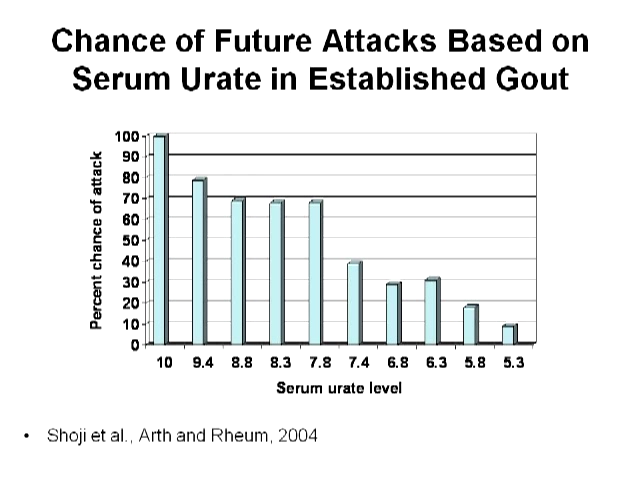 Chance of Future Attacks Based on
Serum Urate in Established Gout
Percent chance of attack
100
90
80
70
60
50
40
30
20
10
0
10 9.4 8.8 8.3 7.8 7.4 6.8 6.3 5.8 5.3
Serum urate level
• Shoji et al., Arth and Rheum, 2004